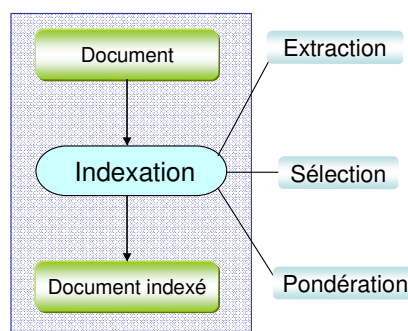 Document
Extraction
Indexation
Sélection
Document indexé
Pondération